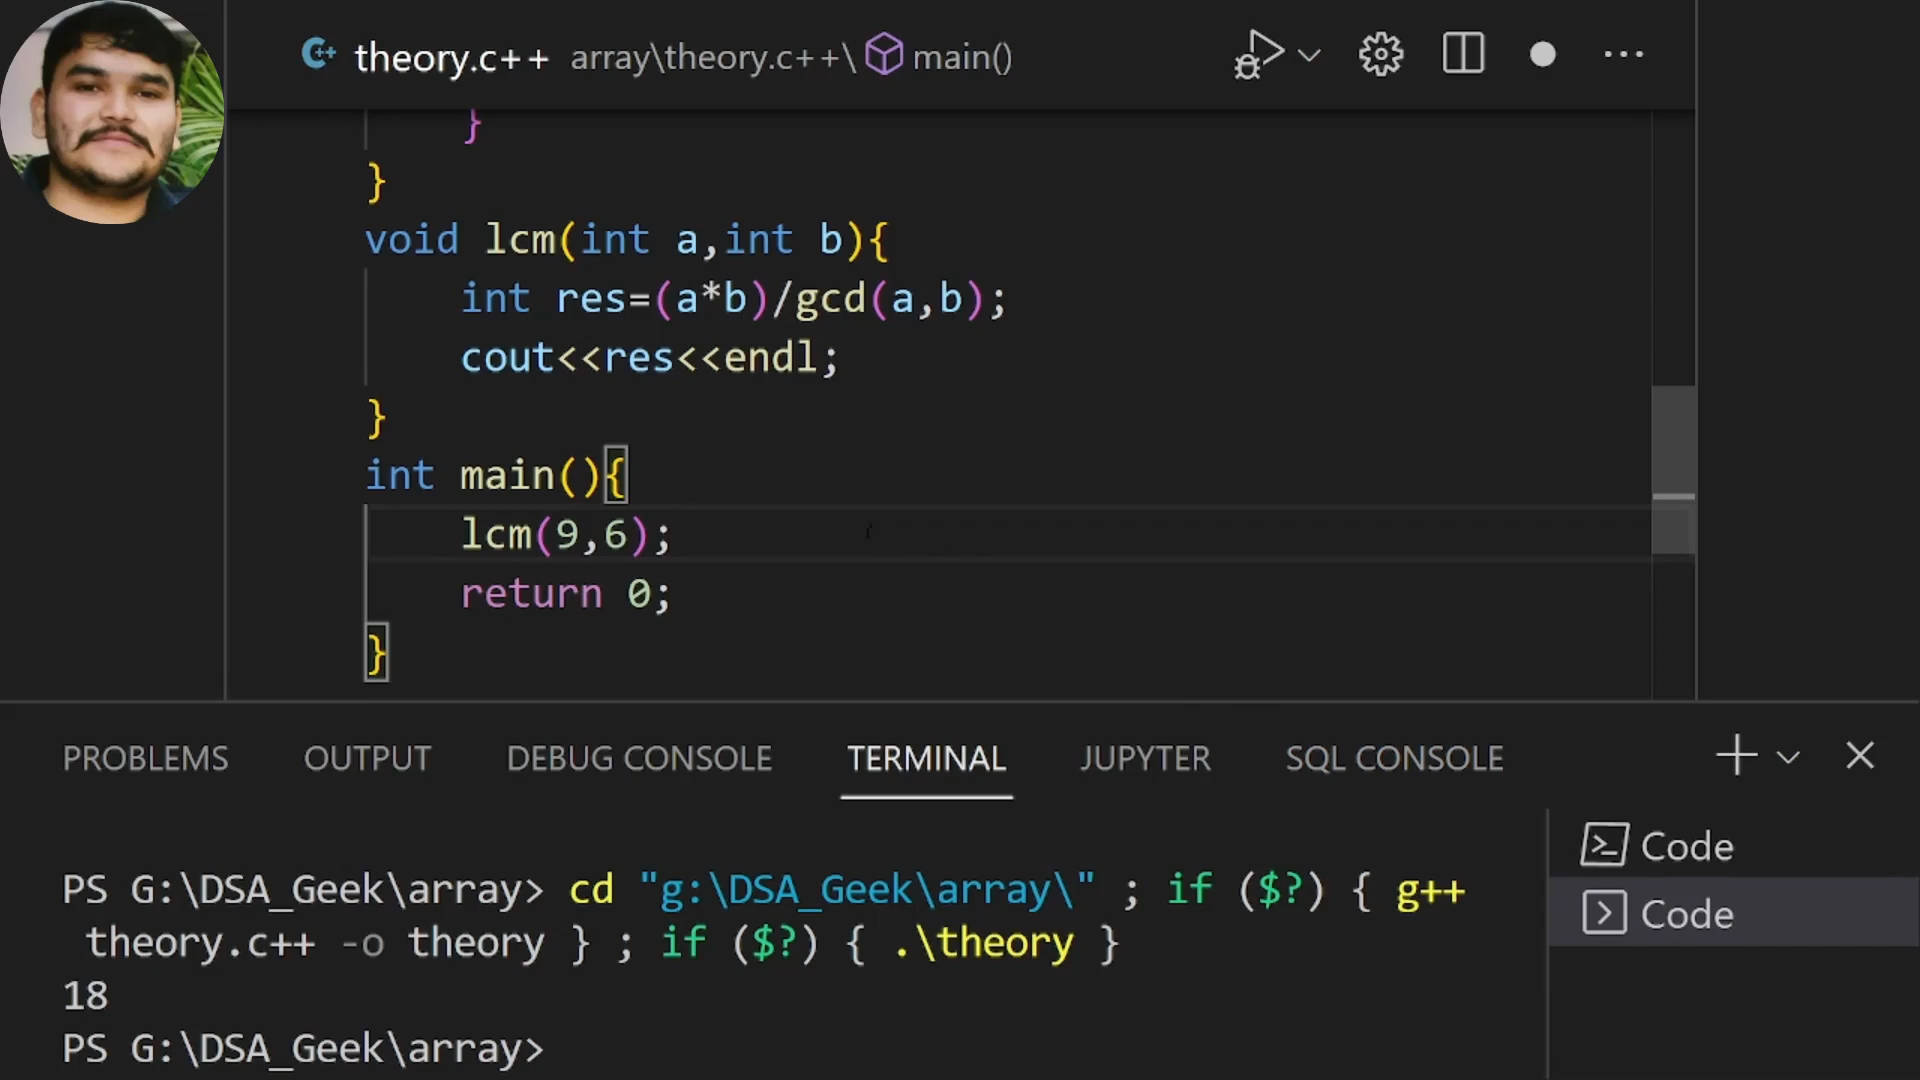 theory.c++ array\theory.c++\ main()
}
}
void lcm(int a,int b){
int res=(a*b)/gcd(a,b);
cout<<res<<endl;
}
int main(){
lcm(9,6);
return 0;
}
PROBLEMS OUTPUT DEBUG CONSOLE TERMINAL JUPYTER SQL CONSOLE
PS G:\DSA_Geek\array> cd "g:\DSA_Geek\array\" ; if ($?) { g++
theory.c++ -o theory } ; if ($?) { .\theory }
18
PS G:\DSA_Geek\array>
Code
Code